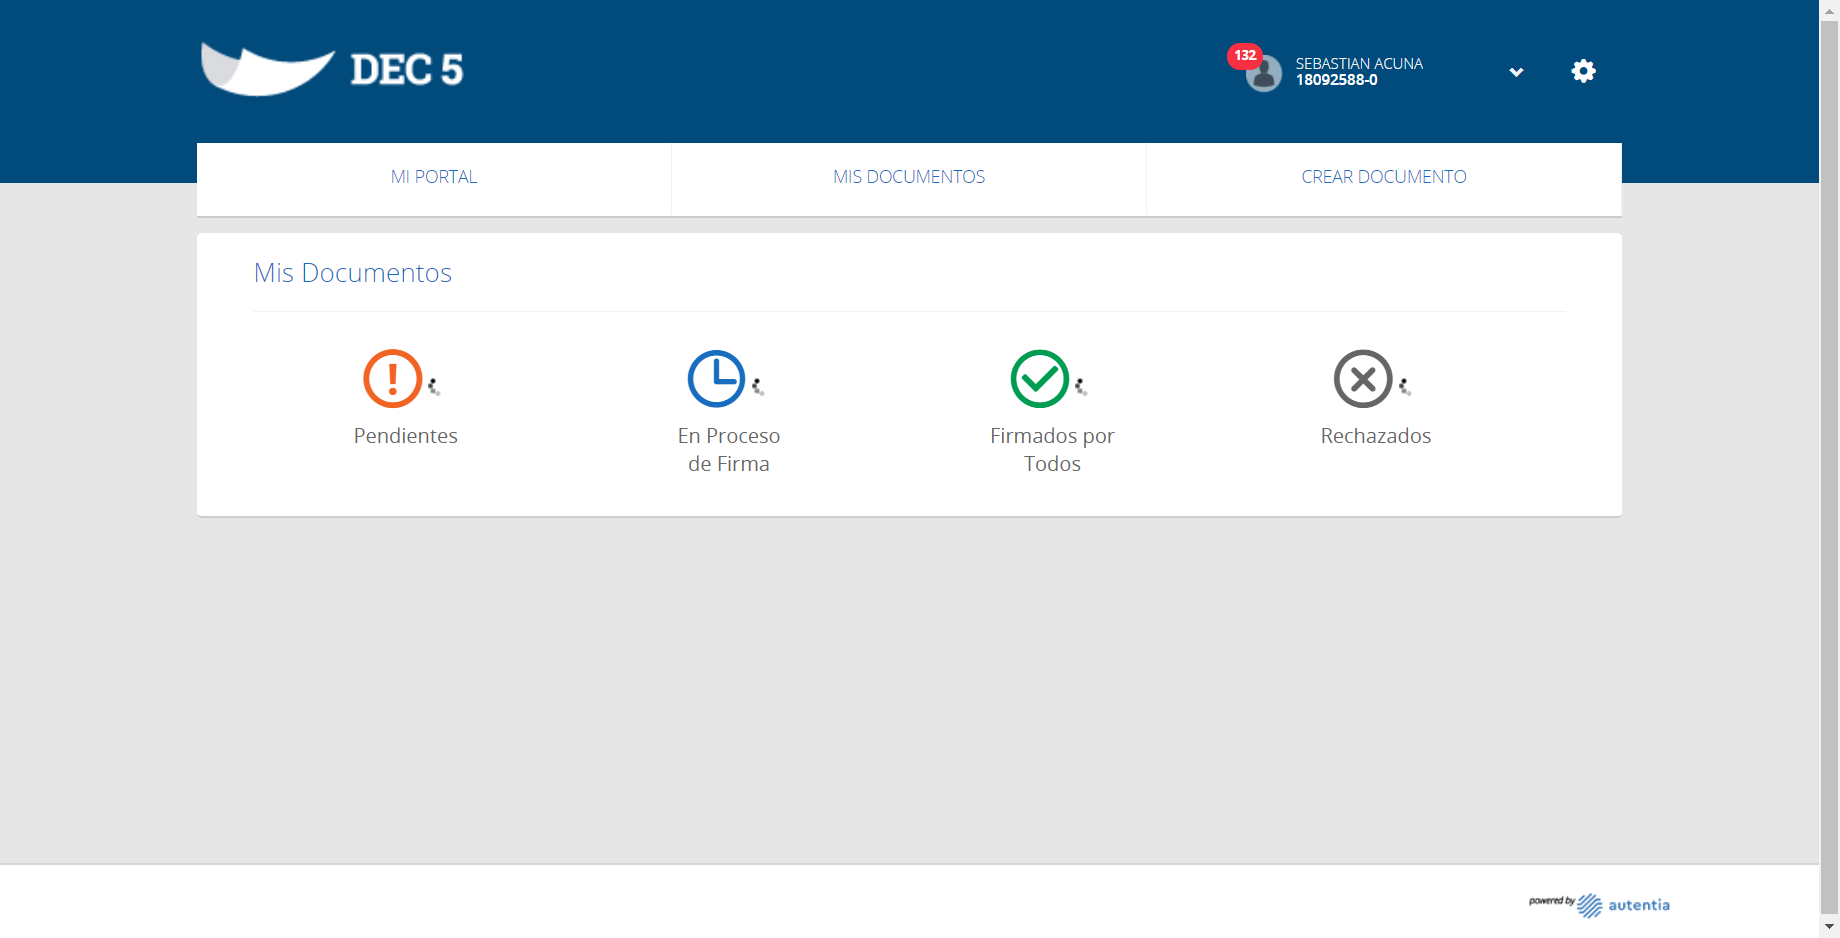 DEC 5
132
SEBASTIAN ACUNA
18092588-0
MI PORTAL
MIS DOCUMENTOS
CREAR DOCUMENTO
Mis Documentos
Pendientes
En Proceso
de Firma
Firmados por
Todos
Rechazados
powered by autentia